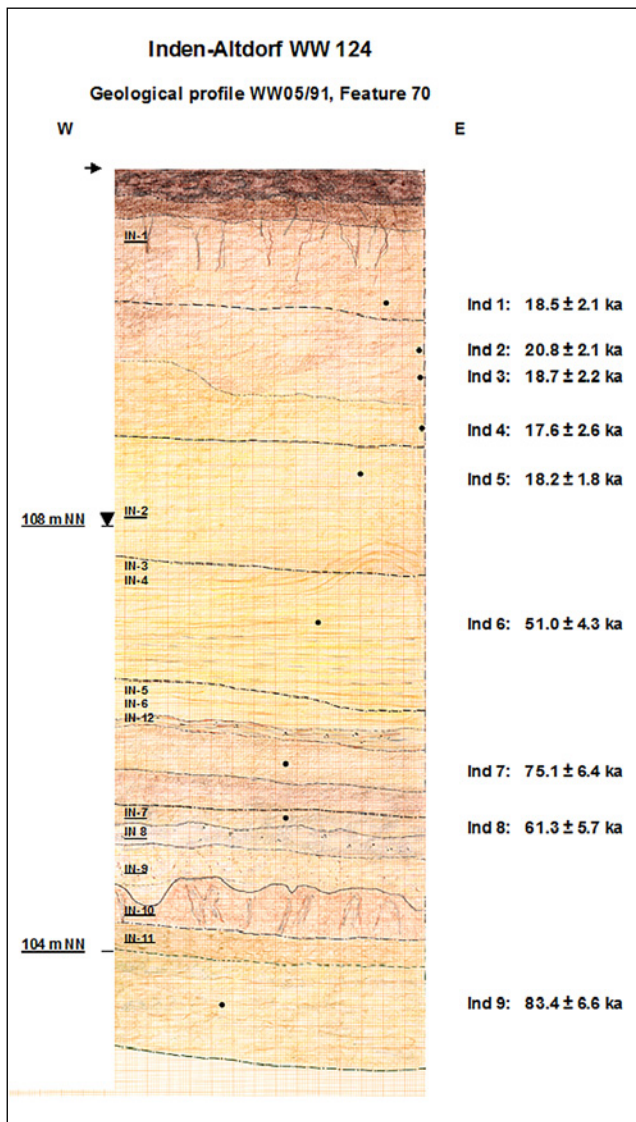 Inden-Altdorf WW 124
Geological profile WW05/91, Feature 70
W
E
IN-1
Ind 1: 18.5 ± 2.1 ka
Ind 2: 20.8 ± 2.1 ka
Ind 3: 18.7 ± 2.2 ka
Ind 4: 17.6 ± 2.6 ka
Ind 5: 18.2 ± 1.8 ka
IN-2
108 m NN
IN-3
IN-4
Ind 6: 51.0 ± 4.3 ka
IN-5
IN-6
IN-12
Ind 7: 75.1 ± 6.4 ka
IN-7
Ind 8: 61.3 ± 5.7 ka
IN 8
IN-9
IN-10
IN-11
104 m NN
Ind 9: 83.4 ± 6.6 ka